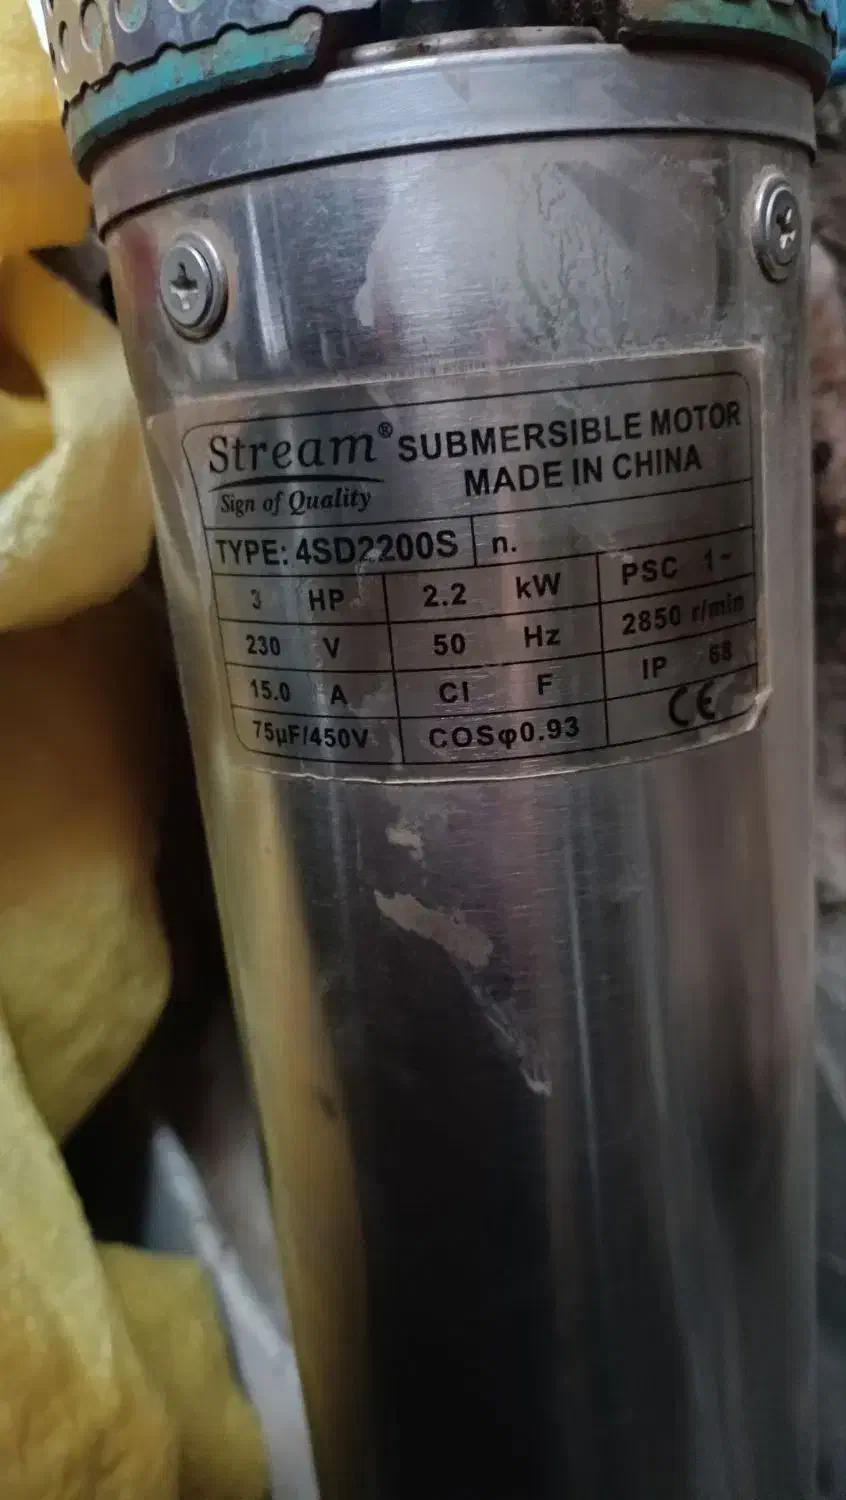 Stream® SUBMERSIBLE MOTOR
Sign of Quality MADE IN CHINA
TYPE: 4SD2200S n.
3 HP 2.2 kW PSC 1~
230 V 50 Hz 2850 r/min
15.0 A CI F IP 68
75µF/450V COSφ0.93 CE